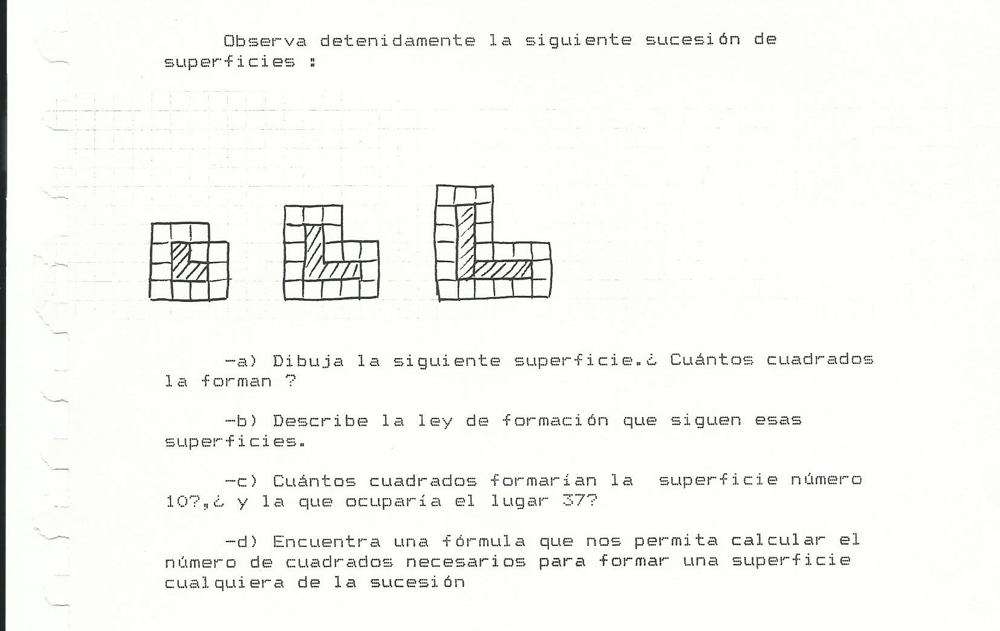 Observa detenidamente la siguiente sucesión de
superficies :
-a) Dibuja la siguiente superficie.¿ Cuántos cuadrados
la forman ?
-b) Describe la ley de formación que siguen esas
superficies.
-c) Cuántos cuadrados formarían la superficie número
10?,¿ y la que ocuparía el lugar 37?
-d) Encuentra una fórmula que nos permita calcular el
número de cuadrados necesarios para formar una superficie
cualquiera de la sucesión